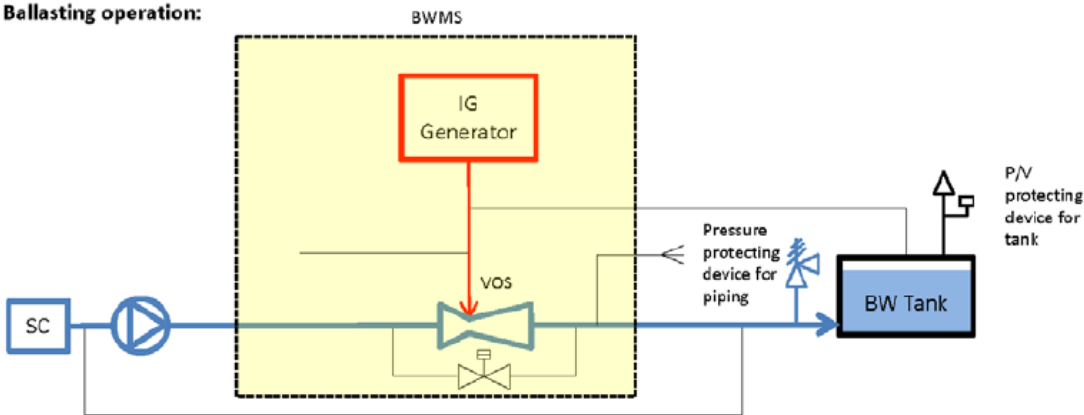 Ballasting operation:
BWMS
IG
Generator
P/V
protecting
device for
tank
Pressure
protecting
device for
piping
VOS
SC
BW Tank